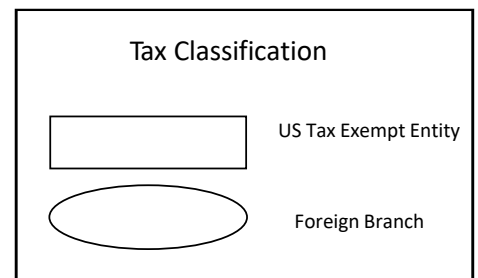 Tax Classification
US Tax Exempt Entity
Foreign Branch